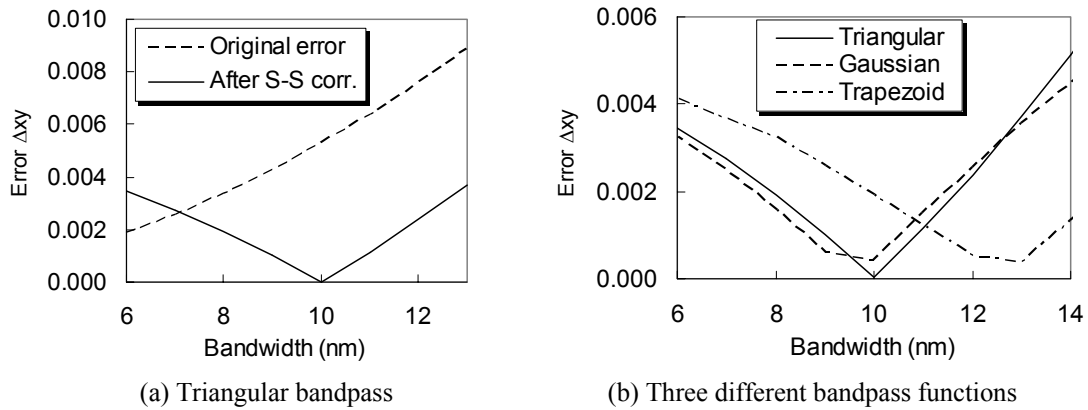 0.010
0.008
0.006
0.004
0.002
0.000
Error Δxy
Original error
After S-S corr.
6 8 10 12
Bandwidth (nm)
(a) Triangular bandpass
0.006
0.004
0.002
0.000
Error Δxy
Triangular
Gaussian
Trapezoid
6 8 10 12 14
Bandwidth (nm)
(b) Three different bandpass functions